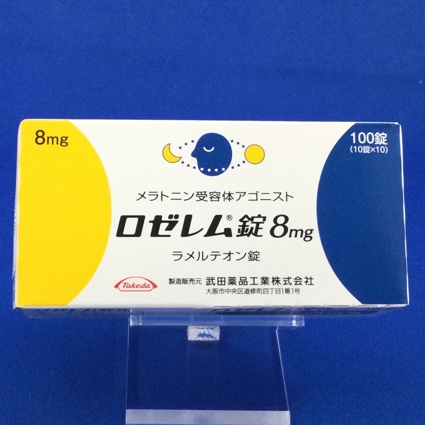 8mg
100錠
(10錠×10)
メラトニン受容体アゴニスト
ロゼレム®錠8mg
ラメルテオン錠
Takeda
製造販売元 武田薬品工業株式会社
大阪市中央区道修町四丁目1番1号